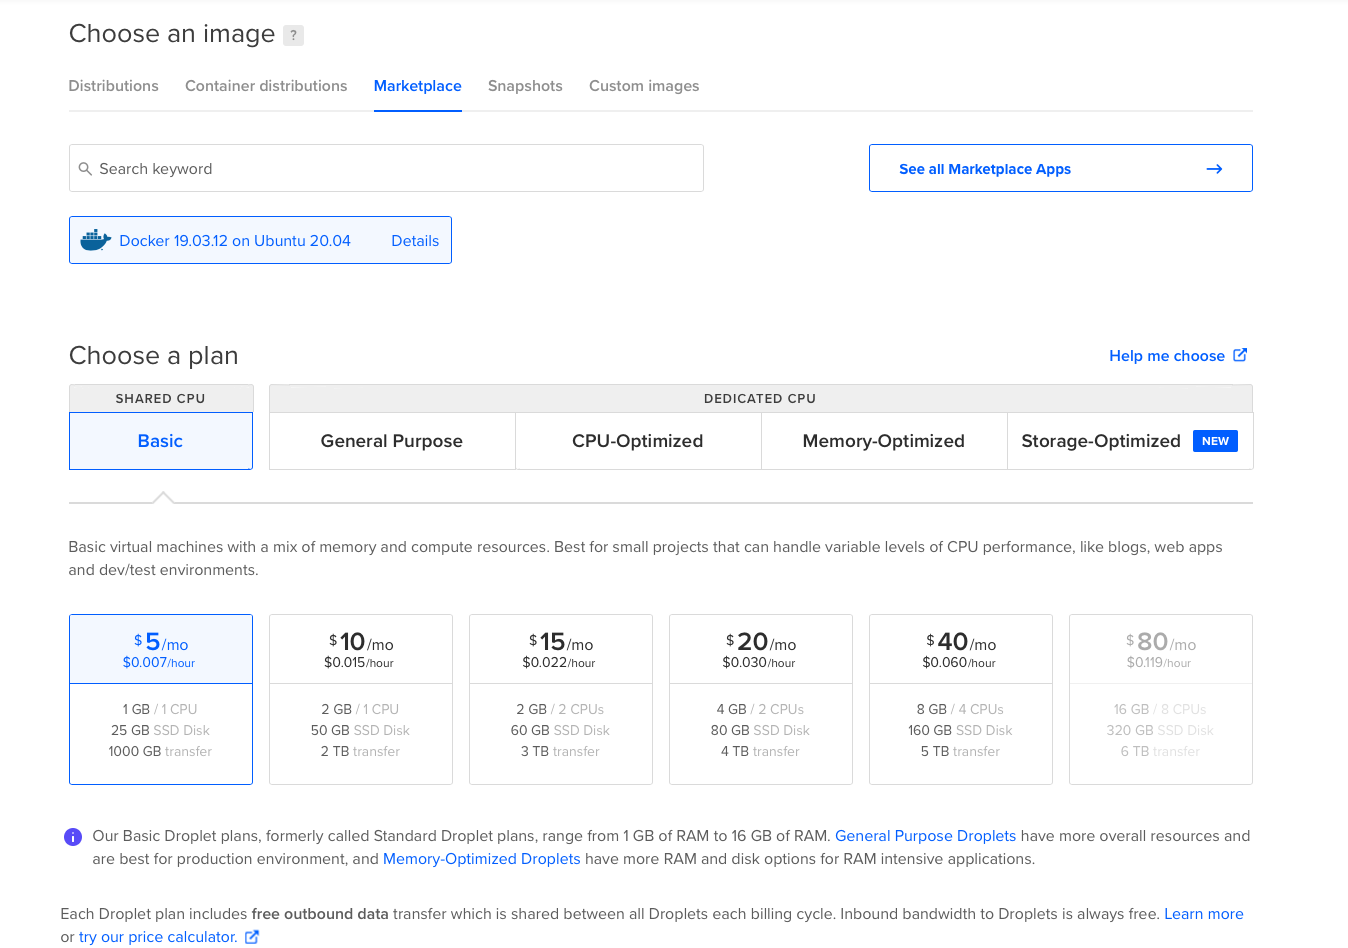 Choose an image ?
Distributions Container distributions Marketplace Snapshots Custom images
Search keyword
See all Marketplace Apps →
Docker 19.03.12 on Ubuntu 20.04 Details
Choose a plan
Help me choose
SHARED CPU
DEDICATED CPU
Basic
General Purpose
CPU-Optimized
Memory-Optimized
Storage-Optimized NEW
Basic virtual machines with a mix of memory and compute resources. Best for small projects that can handle variable levels of CPU performance, like blogs, web apps
and dev/test environments.
$5/mo
$0.007/hour
1 GB / 1 CPU
25 GB SSD Disk
1000 GB transfer
$10/mo
$0.015/hour
2 GB / 1 CPU
50 GB SSD Disk
2 TB transfer
$15/mo
$0.022/hour
2 GB / 2 CPUs
60 GB SSD Disk
3 TB transfer
$20/mo
$0.030/hour
4 GB / 2 CPUs
80 GB SSD Disk
4 TB transfer
$40/mo
$0.060/hour
8 GB / 4 CPUs
160 GB SSD Disk
5 TB transfer
$80/mo
$0.119/hour
16 GB / 8 CPUs
320 GB SSD Disk
6 TB transfer
Our Basic Droplet plans, formerly called Standard Droplet plans, range from 1 GB of RAM to 16 GB of RAM. General Purpose Droplets have more overall resources and
are best for production environment, and Memory-Optimized Droplets have more RAM and disk options for RAM intensive applications.
Each Droplet plan includes free outbound data transfer which is shared between all Droplets each billing cycle. Inbound bandwidth to Droplets is always free. Learn more
or try our price calculator.